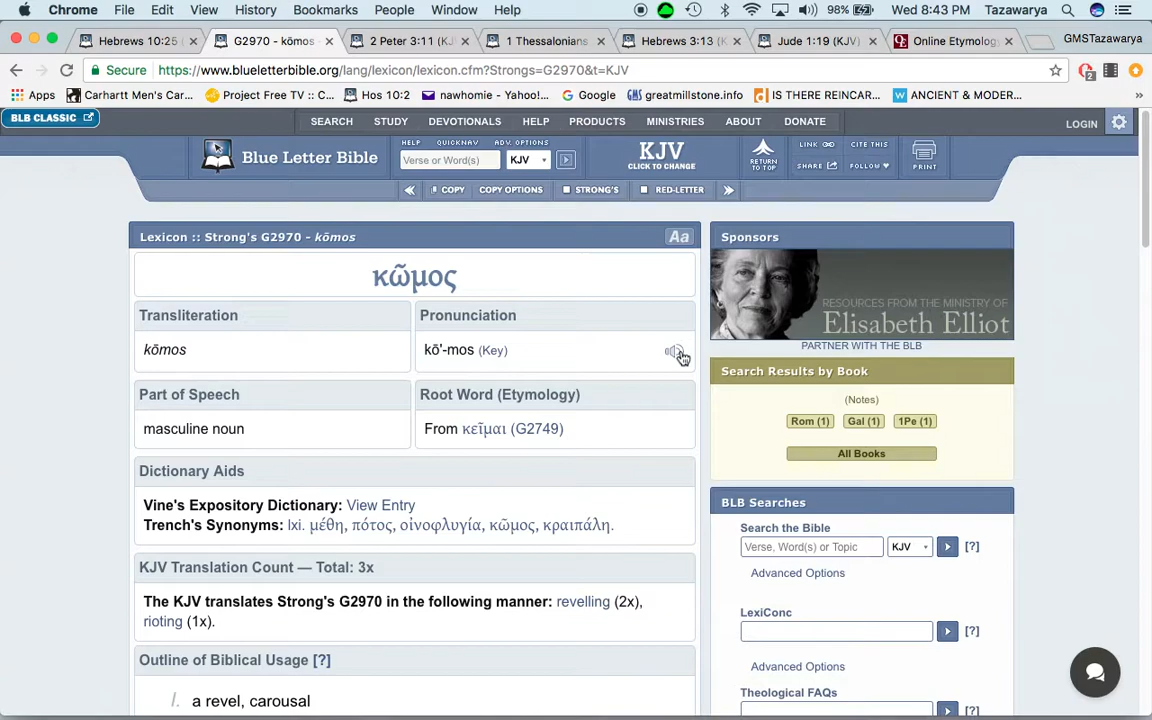 Chrome File Edit View History Bookmarks People Window Help 98% Wed 8:43 PM Tazawarya
Hebrews 10:25 ( G2970 - kōmos 2 Peter 3:11 (KJ 1 Thessalonians Hebrews 3:13 (K Jude 1:19 (KJV) Online Etymology GMSTazawarya
Secure https://www.blueletterbible.org/lang/lexicon/lexicon.cfm?Strongs=G2970&t=KJV
Apps Carhartt Men's Car... Project Free TV :: C... Hos 10:2 nawhomie - Yahoo!... Google greatmillstone.info IS THERE REINCAR... ANCIENT & MODER... »
BLB CLASSIC
SEARCH STUDY DEVOTIONALS HELP PRODUCTS MINISTRIES ABOUT DONATE LOGIN
Blue Letter Bible
HELP QUICKNAV ADV. OPTIONS
Verse or Word(s) KJV
KJV
CLICK TO CHANGE
RETURN TO TOP
LINK CITE THIS
SHARE FOLLOW
PRINT
COPY COPY OPTIONS STRONG'S RED-LETTER
Lexicon :: Strong's G2970 - kōmos Aa
κῶμος
Transliteration
kōmos
Pronunciation
kō'-mos (Key)
Part of Speech
masculine noun
Root Word (Etymology)
From κεῖμαι (G2749)
Dictionary Aids
Vine's Expository Dictionary: View Entry
Trench's Synonyms: lxi. μέθη, πότος, οἰνοφλυγία, κῶμος, κραιπάλη.
KJV Translation Count — Total: 3x
The KJV translates Strong's G2970 in the following manner: revelling (2x),
rioting (1x).
Outline of Biblical Usage [?]
I. a revel, carousal
Sponsors
RESOURCES FROM THE MINISTRY OF
Elisabeth Elliot
PARTNER WITH THE BLB
Search Results by Book
(Notes)
Rom (1) Gal (1) 1Pe (1)
All Books
BLB Searches
Search the Bible
Verse, Word(s) or Topic KJV [?]
Advanced Options
LexiConc
[?]
Advanced Options
Theological FAQs
[?]